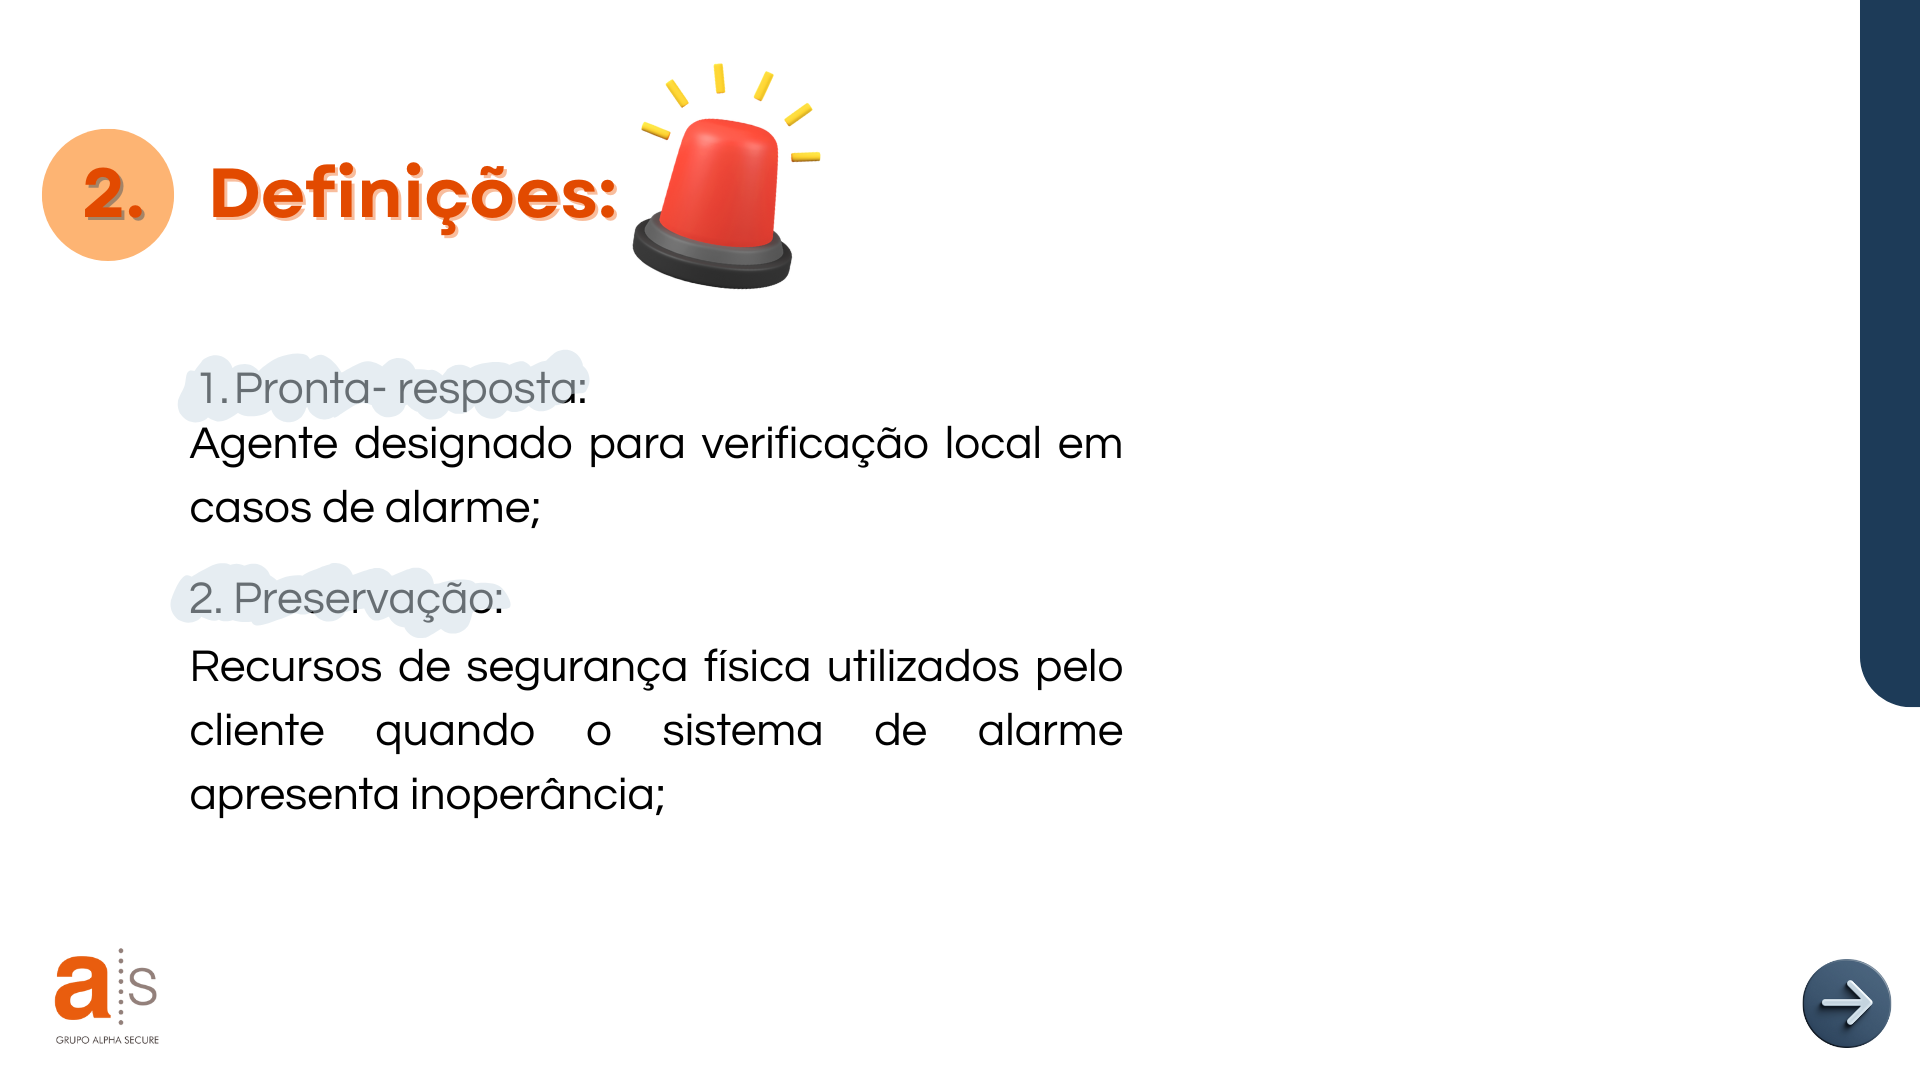 2. Definições:
1. Pronta- resposta:
Agente designado para verificação local em
casos de alarme;
2. Preservação:
Recursos de segurança física utilizados pelo
cliente quando o sistema de alarme
apresenta inoperância;
a s
GRUPO ALPHA SECURE